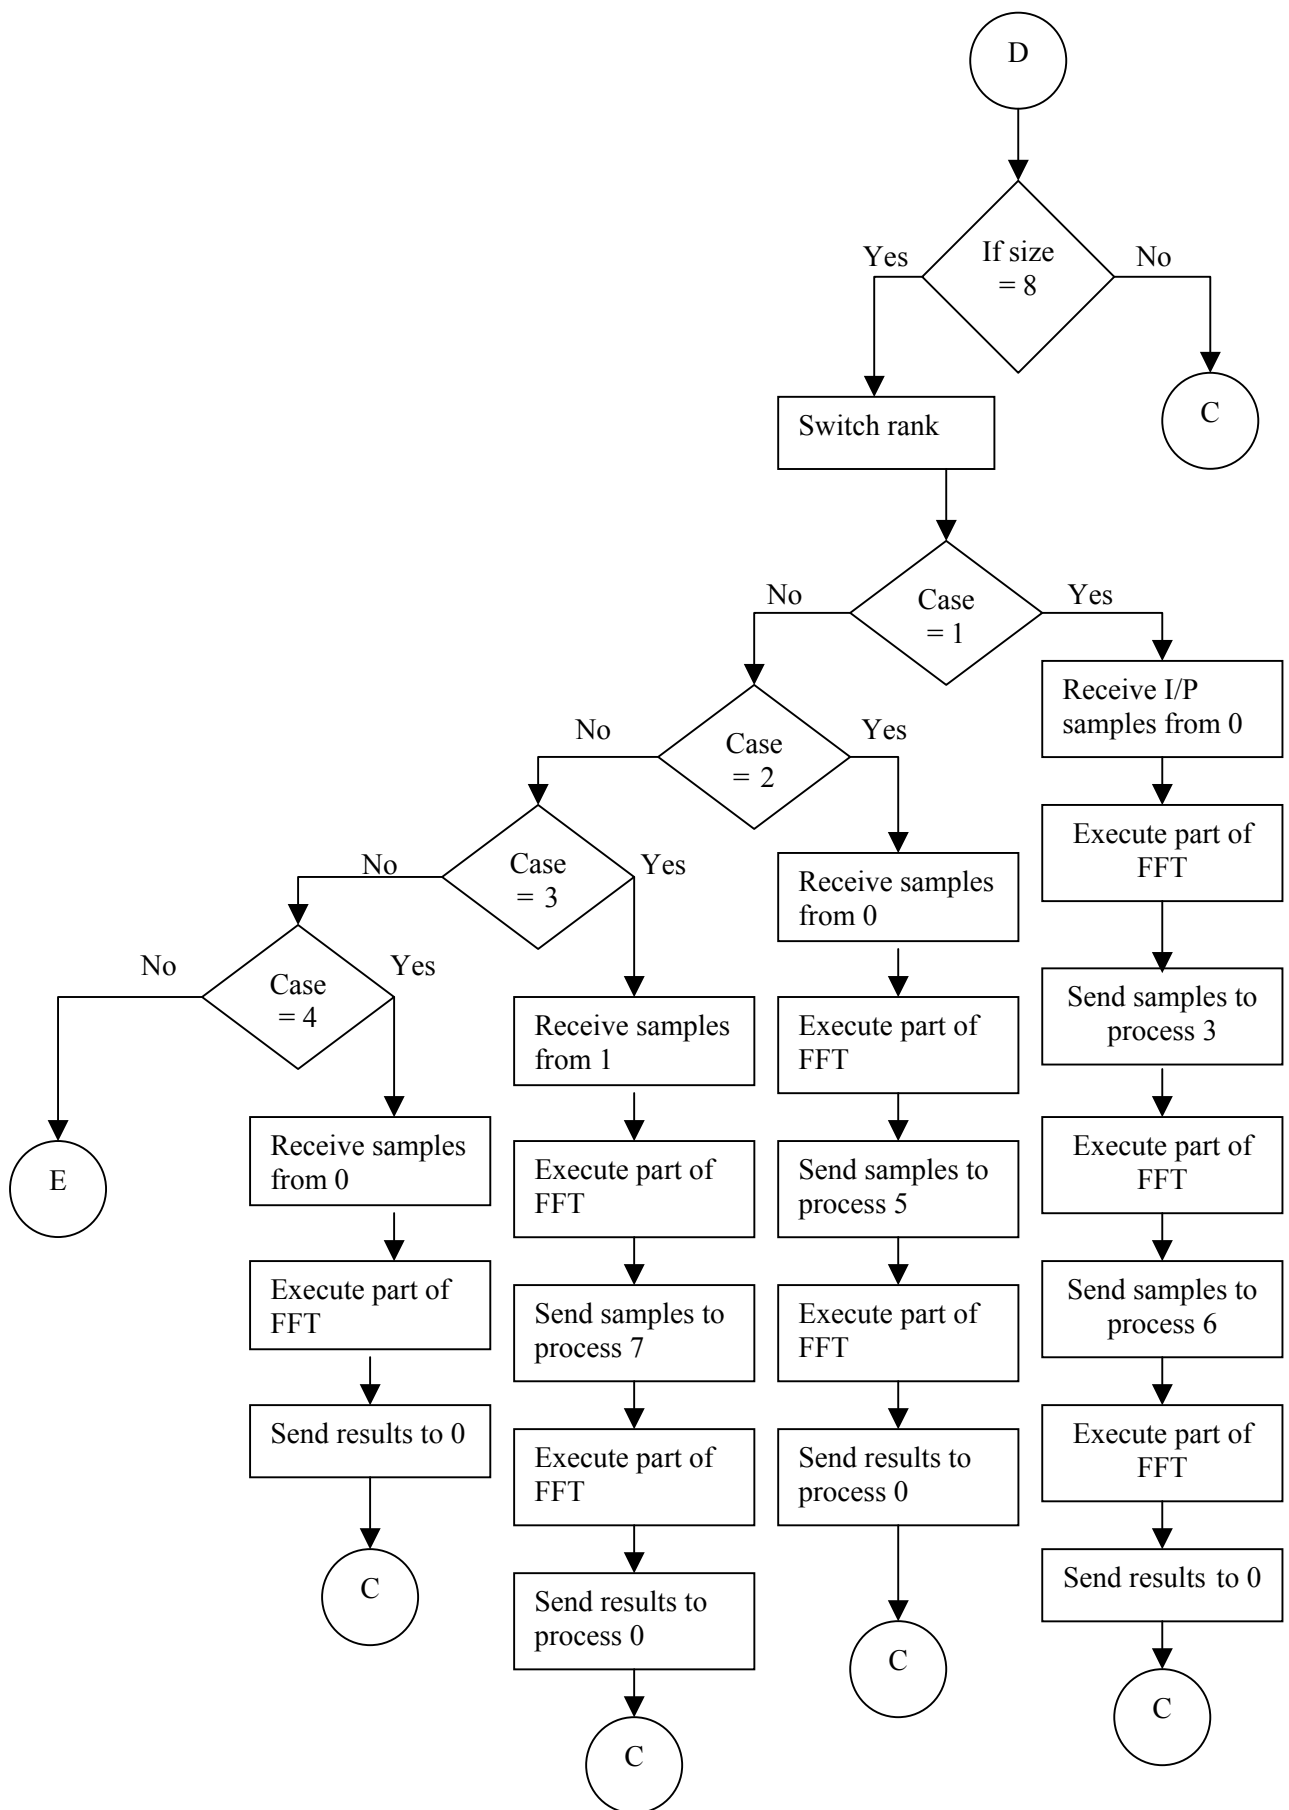 D
If size
= 8
Yes
No
C
Switch rank
Case
= 1
No
Yes
Receive I/P
samples from 0
Execute part of
FFT
Send samples to
process 3
Execute part of
FFT
Send samples to
process 6
Execute part of
FFT
Send results to 0
C
Case
= 2
No
Yes
Receive samples
from 0
Execute part of
FFT
Send samples to
process 5
Execute part of
FFT
Send results to
process 0
C
Case
= 3
No
Yes
Receive samples
from 1
Execute part of
FFT
Send samples to
process 7
Execute part of
FFT
Send results to
process 0
C
Case
= 4
No
Yes
Receive samples
from 0
Execute part of
FFT
Send results to 0
C
E